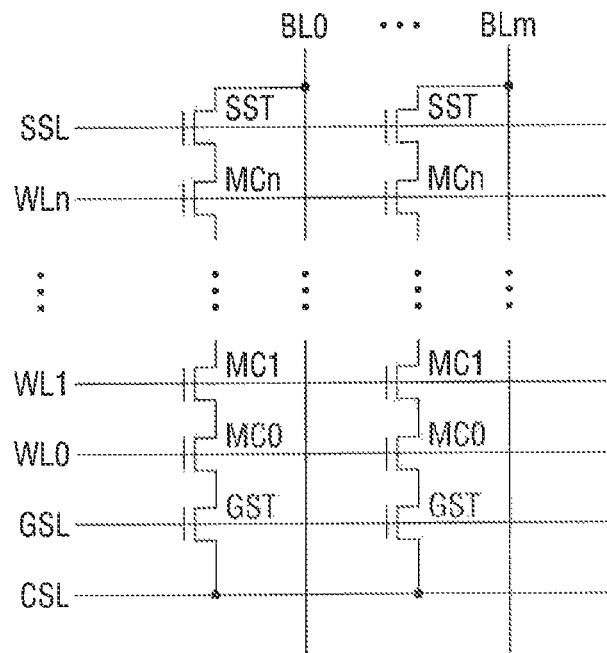 BL0 ... BLm
SSL SST SST
WLn MCn MCn
WL1 MC1 MC1
WL0 MC0 MC0
GSL GST GST
CSL